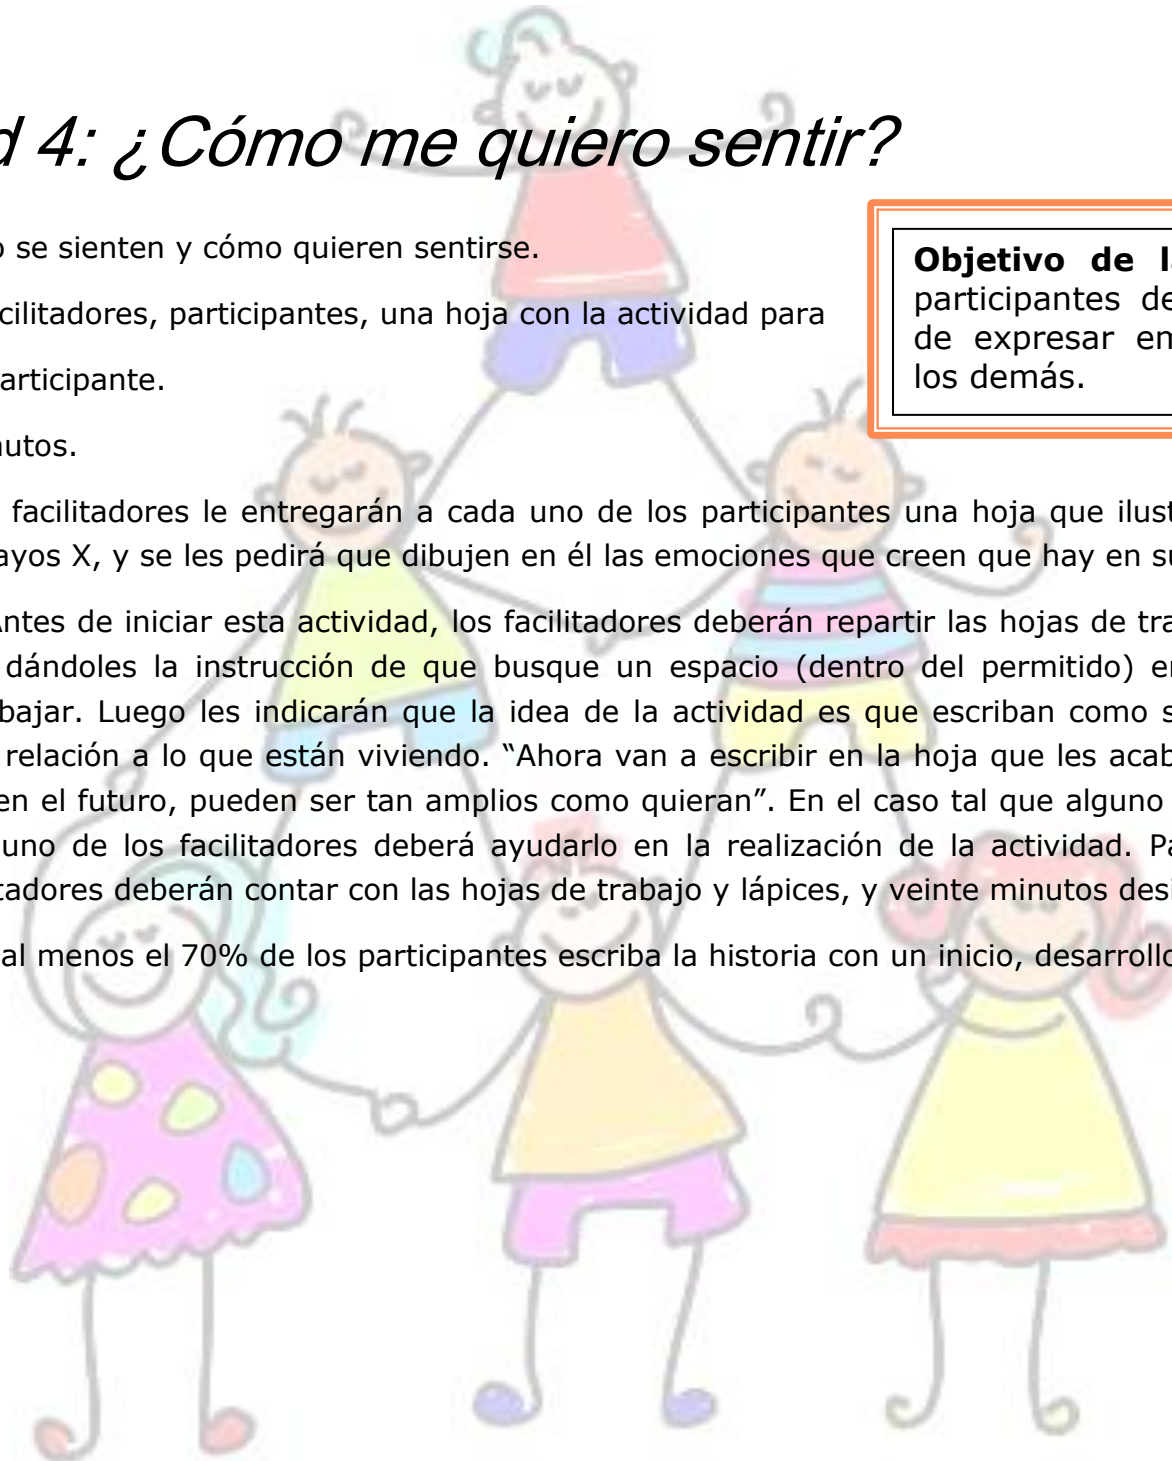 d 4: ¿Cómo me quiero sentir?
o se sienten y cómo quieren sentirse.
cilitadores, participantes, una hoja con la actividad para
articipante.
nutos.
Objetivo de la
participantes de
de expresar em
los demás.
facilitadores le entregarán a cada uno de los participantes una hoja que ilust
ayos X, y se les pedirá que dibujen en él las emociones que creen que hay en su
Antes de iniciar esta actividad, los facilitadores deberán repartir las hojas de tra
dándoles la instrucción de que busque un espacio (dentro del permitido) en
bajar. Luego les indicarán que la idea de la actividad es que escriban como s
relación a lo que están viviendo. “Ahora van a escribir en la hoja que les acab
en el futuro, pueden ser tan amplios como quieran”. En el caso tal que alguno
uno de los facilitadores deberá ayudarlo en la realización de la actividad. Pa
tadores deberán contar con las hojas de trabajo y lápices, y veinte minutos desi
al menos el 70% de los participantes escriba la historia con un inicio, desarrollo